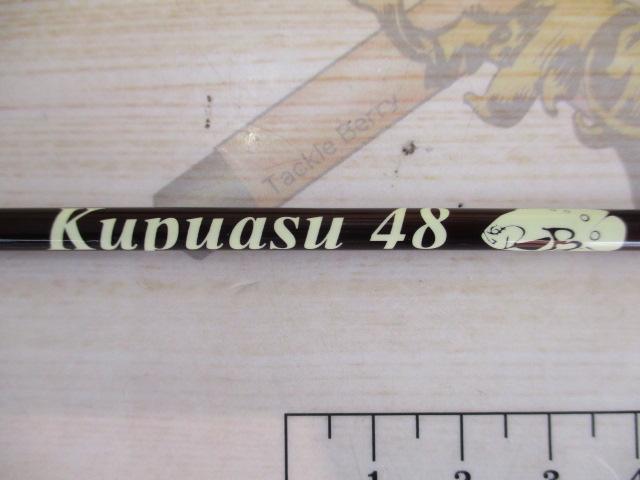 Tackle Berry
Kupuasu 48
1 2 3